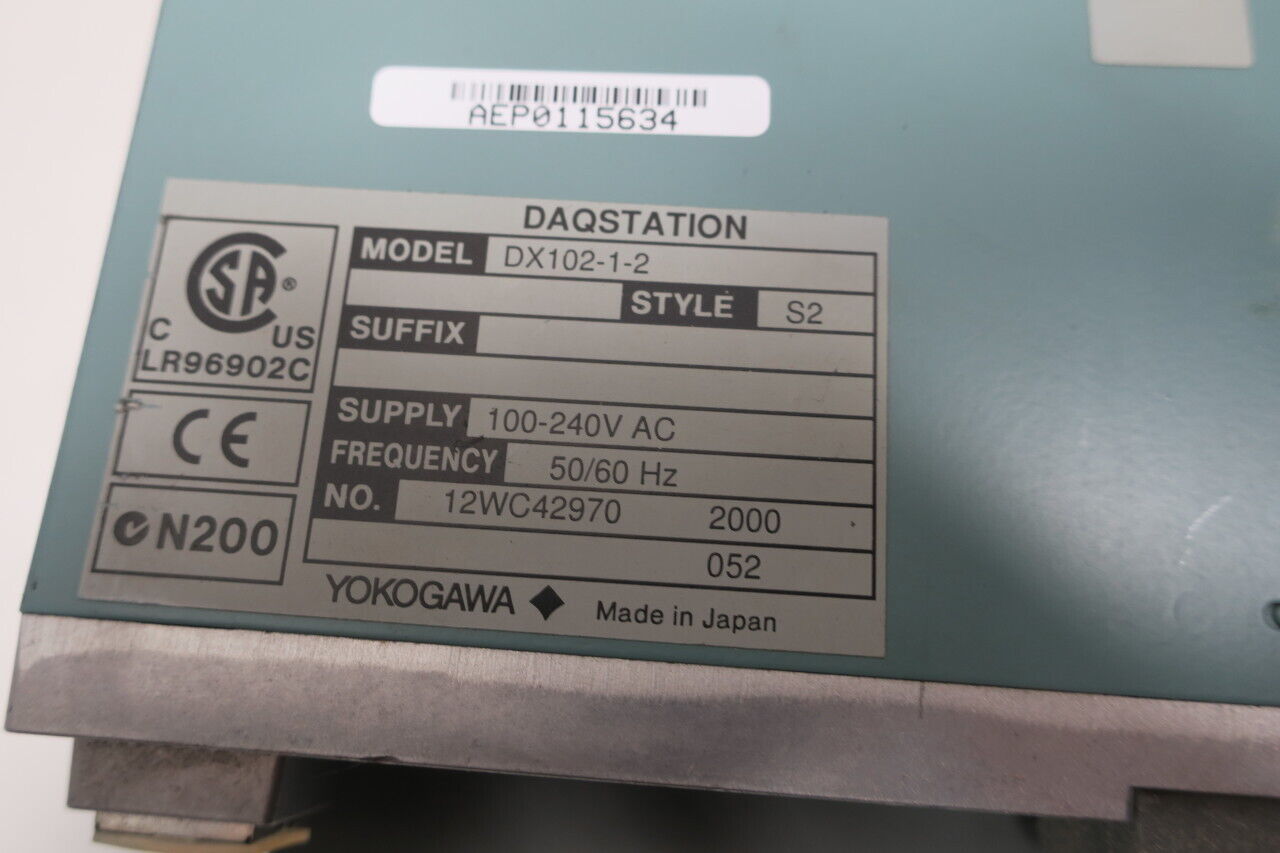 AEP0115634
DAQSTATION
MODEL DX102-1-2
STYLE S2
SUFFIX
SUPPLY 100-240V AC
FREQUENCY 50/60 Hz
NO. 12WC42970 2000
052
YOKOGAWA Made in Japan
SA ®
C US
LR96902C
CE
N200